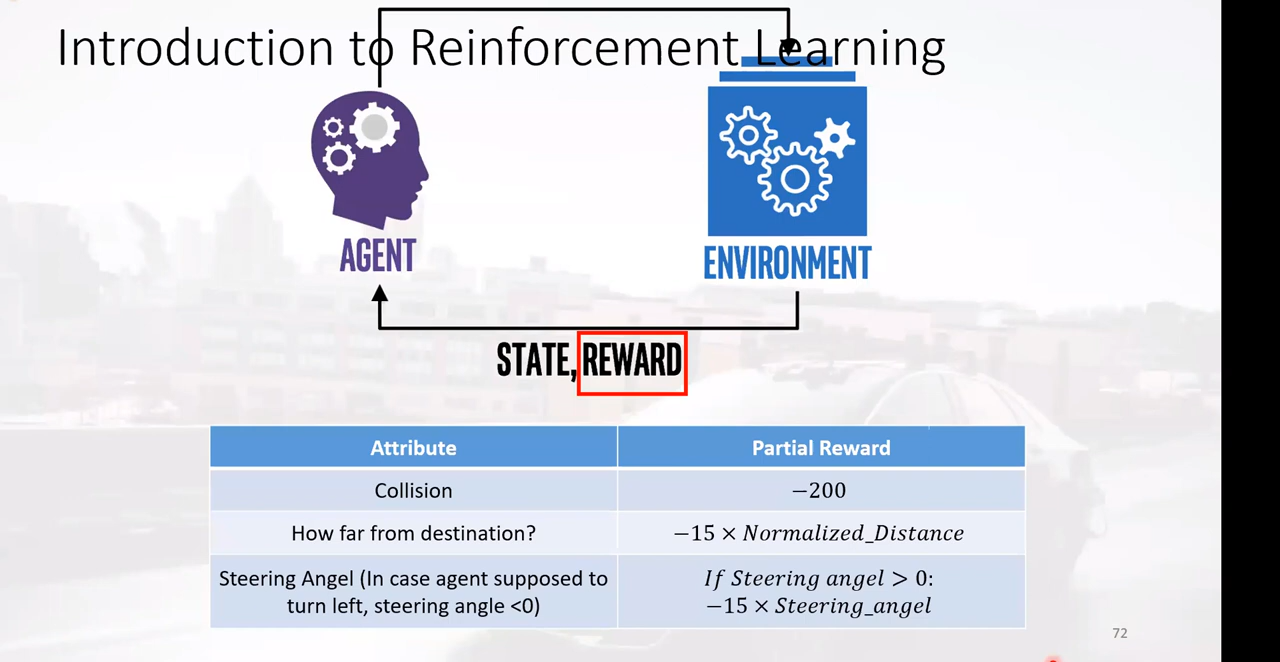 Introduction to Reinforcement Learning
AGENT
ENVIRONMENT
STATE, REWARD
Attribute
Partial Reward
Collision
−200
How far from destination?
−15 × Normalized_Distance
Steering Angel (In case agent supposed to
turn left, steering angle <0)
If Steering angel > 0:
−15 × Steering_angel
72